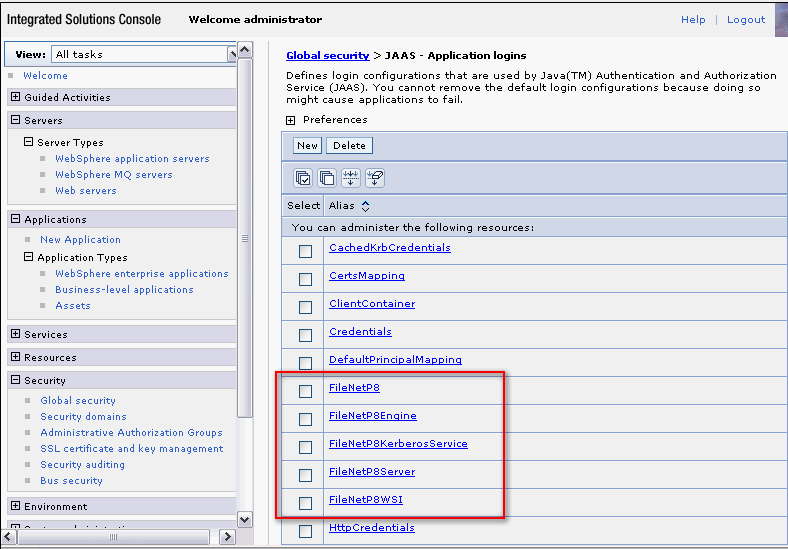 Integrated Solutions Console Welcome administrator Help | Logout
View: All tasks
Welcome
Guided Activities
Servers
Server Types
WebSphere application servers
WebSphere MQ servers
Web servers
Applications
New Application
Application Types
WebSphere enterprise applications
Business-level applications
Assets
Services
Resources
Security
Global security
Security domains
Administrative Authorization Groups
SSL certificate and key management
Security auditing
Bus security
Environment
Global security > JAAS - Application logins
Defines login configurations that are used by Java(TM) Authentication and Authorization
Service (JAAS). You cannot remove the default login configurations because doing so
might cause applications to fail.
Preferences
New Delete
Select Alias
You can administer the following resources:
CachedKrbCredentials
CertsMapping
ClientContainer
Credentials
DefaultPrincipalMapping
FileNetP8
FileNetP8Engine
FileNetP8KerberosService
FileNetP8Server
FileNetP8WSI
HttpCredentials